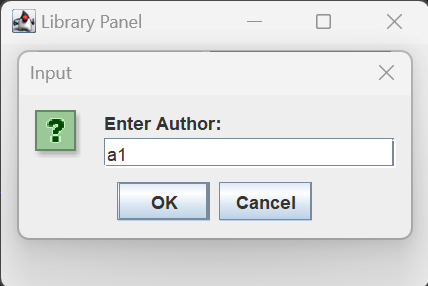 Library Panel
Input
?
Enter Author:
a1
OK
Cancel